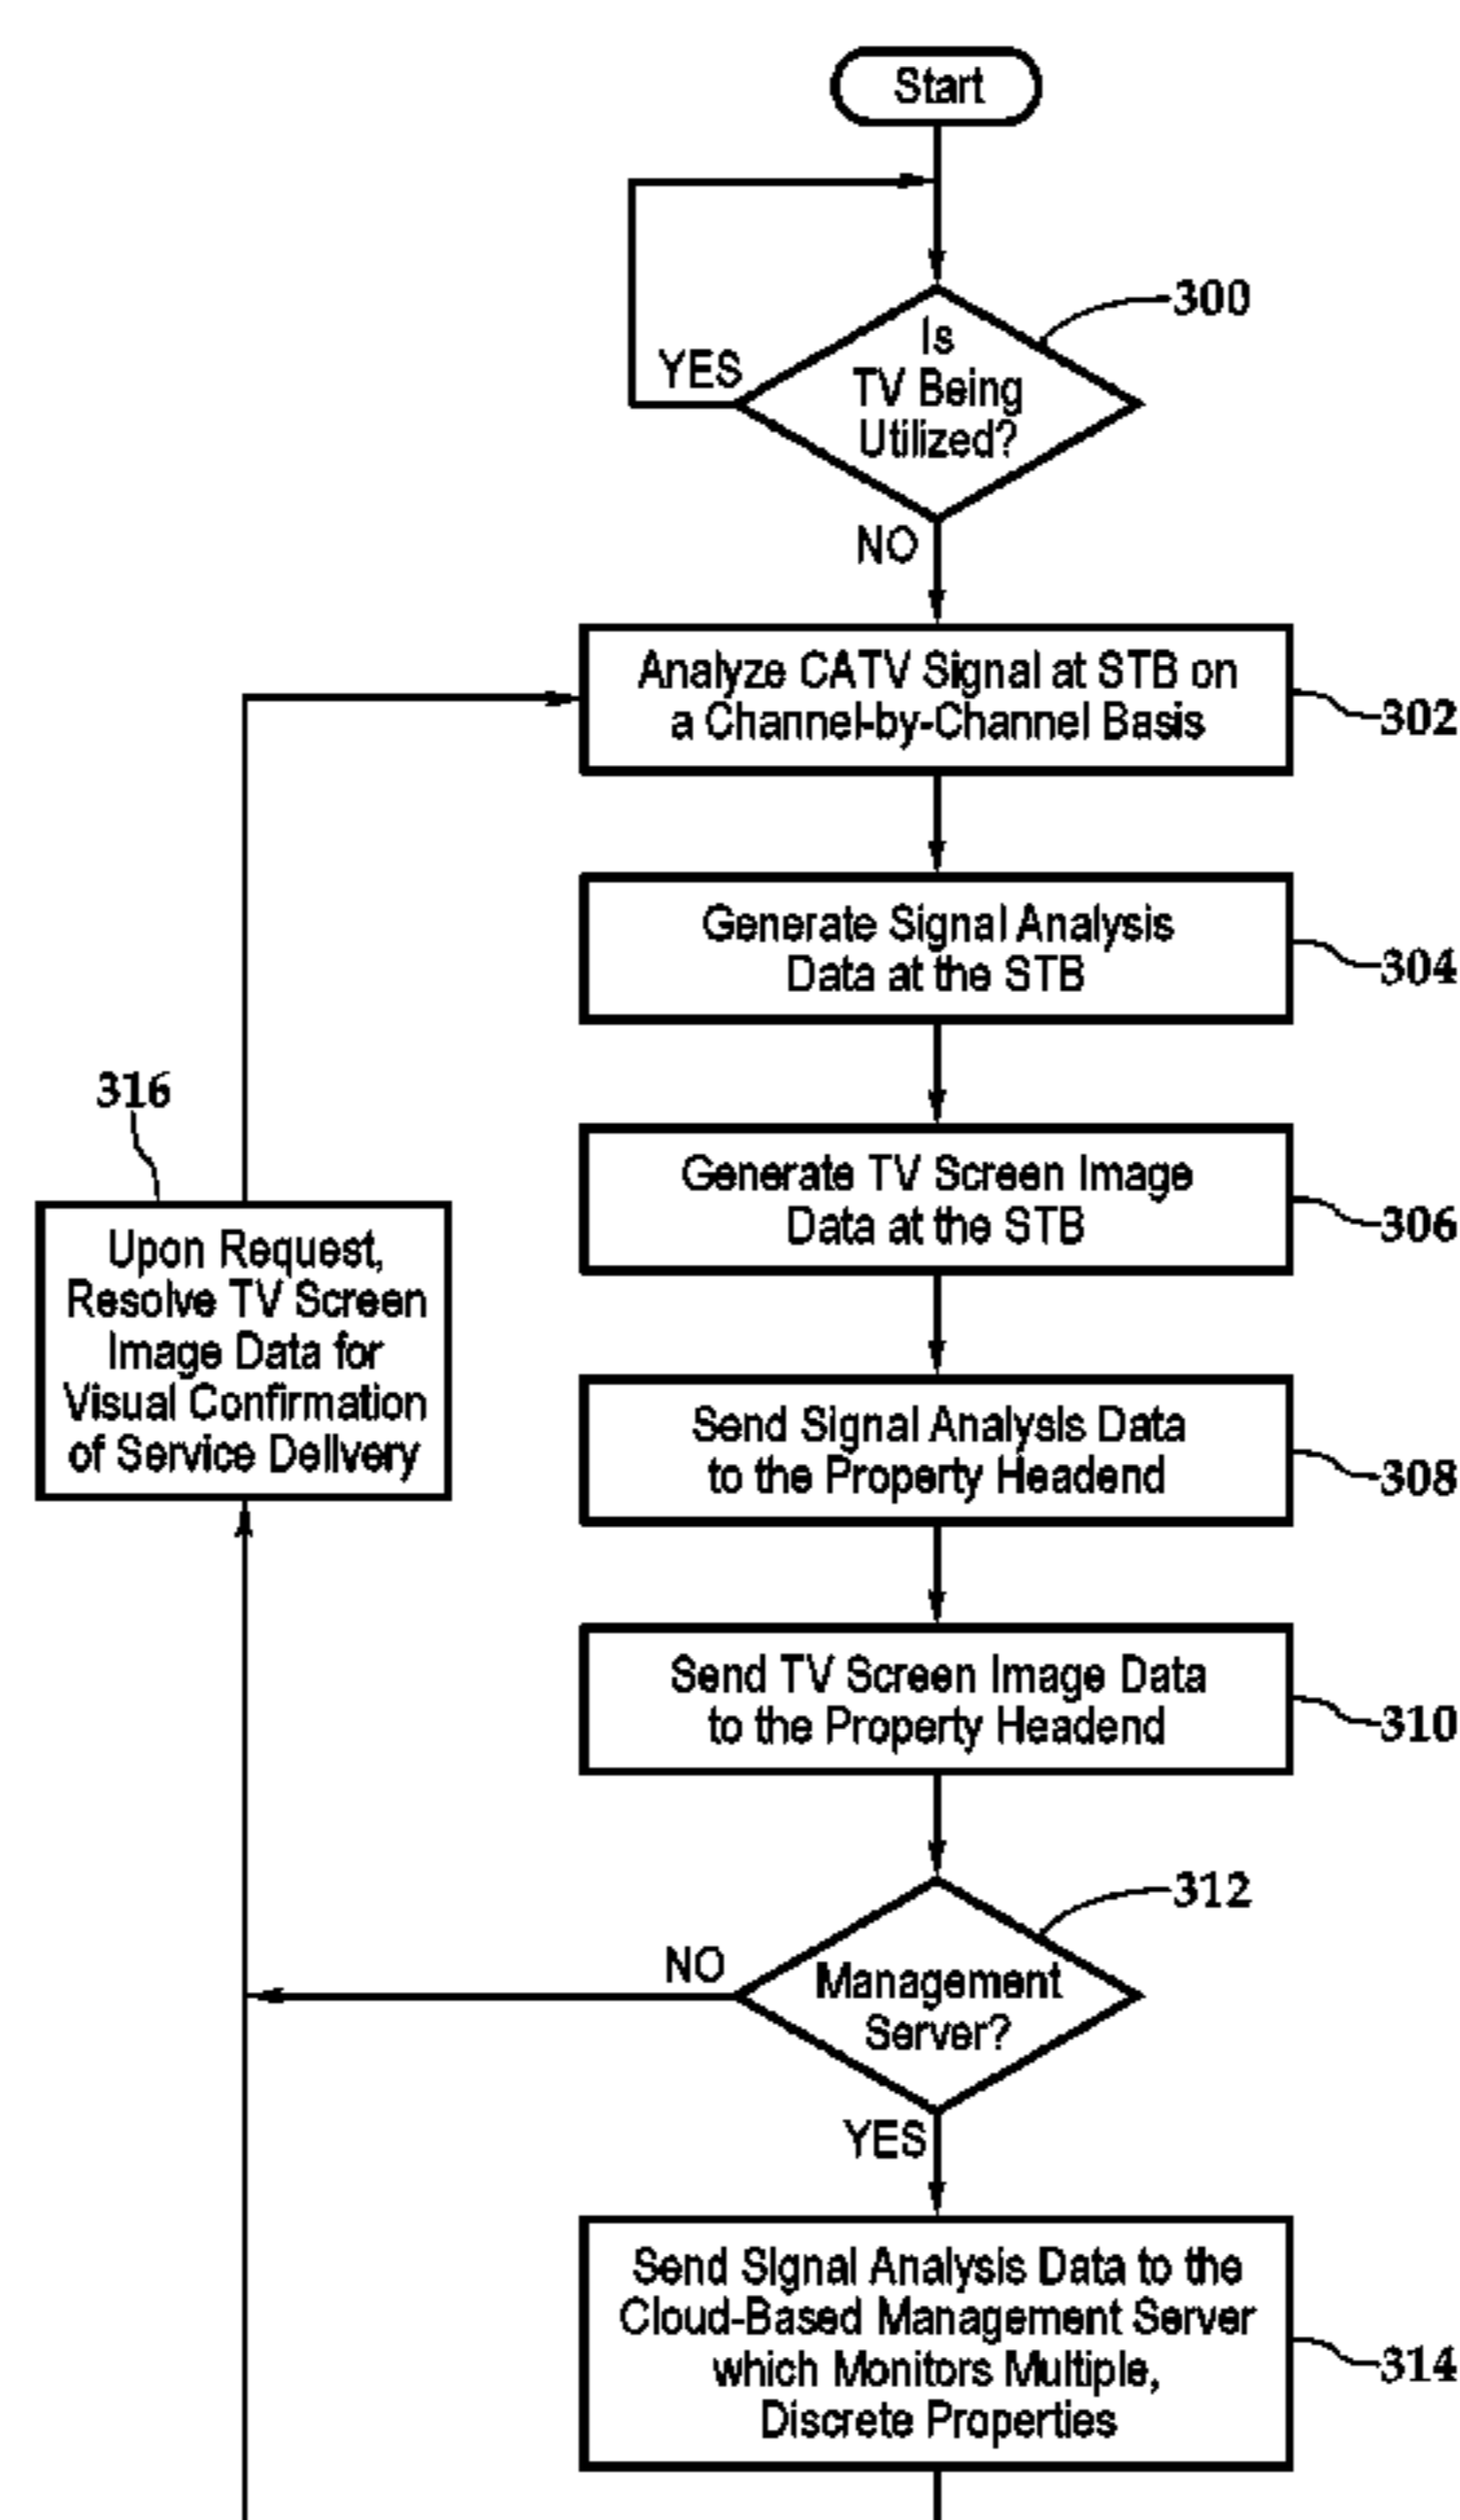 Start
300
Is
TV Being
Utilized?
YES
NO
Analyze CATV Signal at STB on
a Channel-by-Channel Basis
302
Generate Signal Analysis
Data at the STB
304
316
Generate TV Screen Image
Data at the STB
306
Upon Request,
Resolve TV Screen
Image Data for
Visual Confirmation
of Service Delivery
Send Signal Analysis Data
to the Property Headend
308
Send TV Screen Image Data
to the Property Headend
310
312
NO
Management
Server?
YES
Send Signal Analysis Data to the
Cloud-Based Management Server
which Monitors Multiple,
Discrete Properties
314